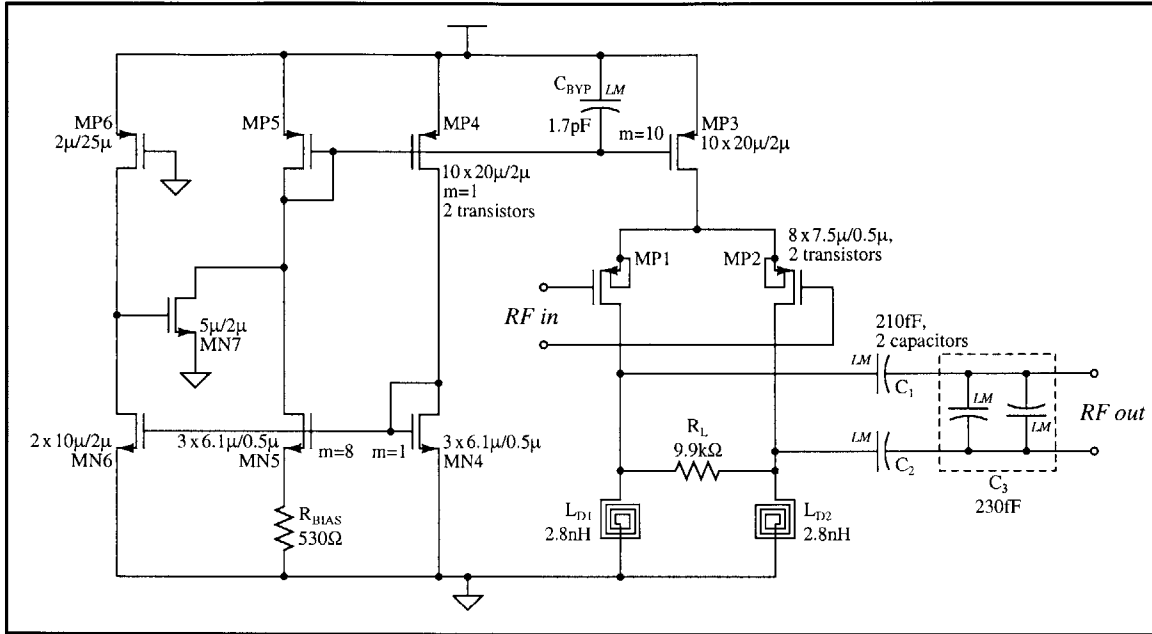 C_BYP LM
1.7pF
MP6
2µ/25µ
MP5
MP4
m=10
MP3
10 x 20µ/2µ
10 x 20µ/2µ
m=1
2 transistors
8 x 7.5µ/0.5µ,
2 transistors
MP1
MP2
RF in
5µ/2µ
MN7
210fF,
2 capacitors
LM
C_1
LM
LM
RF out
2 x 10µ/2µ
MN6
3 x 6.1µ/0.5µ
MN5
m=8
m=1
3 x 6.1µ/0.5µ
MN4
R_L
9.9kΩ
LM
C_2
C_3
230fF
R_BIAS
530Ω
L_D1
2.8nH
L_D2
2.8nH